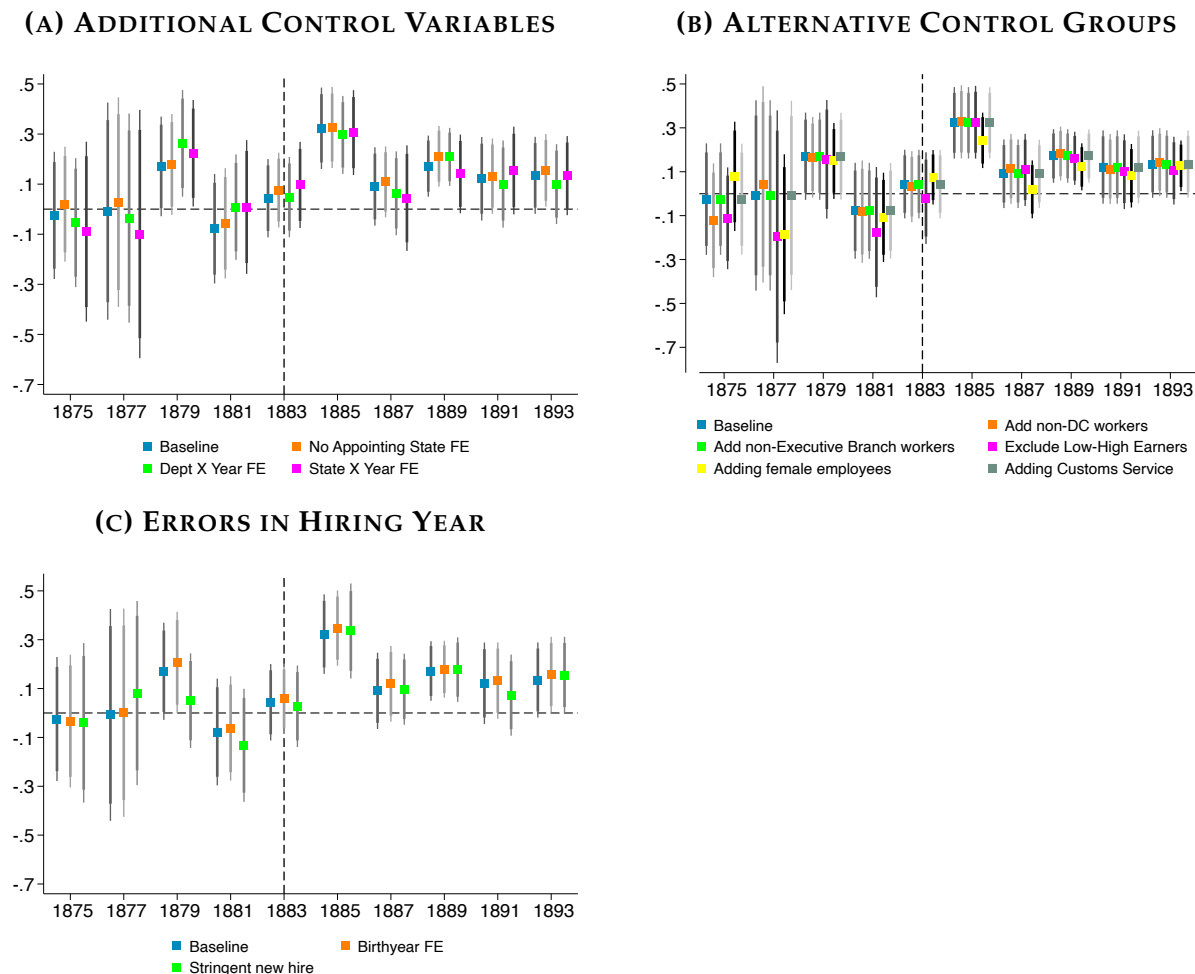 (A) ADDITIONAL CONTROL VARIABLES
.5
.3
.1
-.1
-.3
-.5
-.7
1875 1877 1879 1881 1883 1885 1887 1889 1891 1893
Baseline No Appointing State FE
Dept X Year FE State X Year FE
(B) ALTERNATIVE CONTROL GROUPS
.5
.3
.1
-.1
-.3
-.5
-.7
1875 1877 1879 1881 1883 1885 1887 1889 1891 1893
Baseline Add non-DC workers
Add non-Executive Branch workers Exclude Low-High Earners
Adding female employees Adding Customs Service
(C) ERRORS IN HIRING YEAR
.5
.3
.1
-.1
-.3
-.5
-.7
1875 1877 1879 1881 1883 1885 1887 1889 1891 1893
Baseline Birthyear FE
Stringent new hire